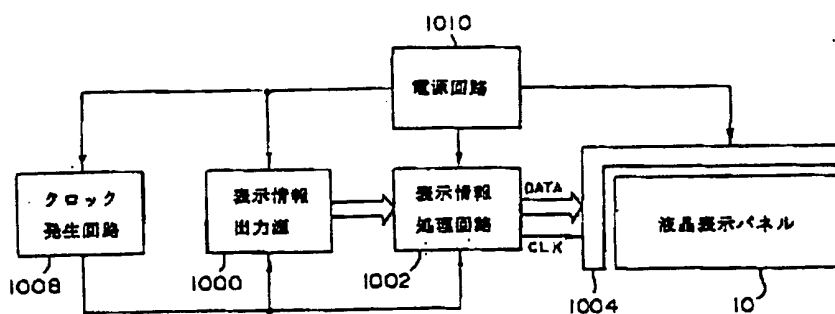 1010
電源回路
クロック
発生回路
表示情報
出力源
表示情報
処理回路
DATA
CLK
液晶表示パネル
1008
1000
1002
1004
10